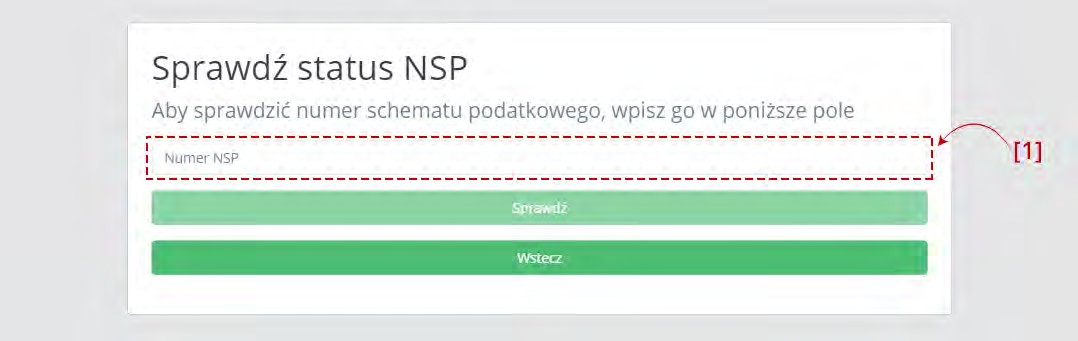 Sprawdź status NSP
Aby sprawdzić numer schematu podatkowego, wpisz go w poniższe pole
Numer NSP
[1]
Sprawdź
Wstecz